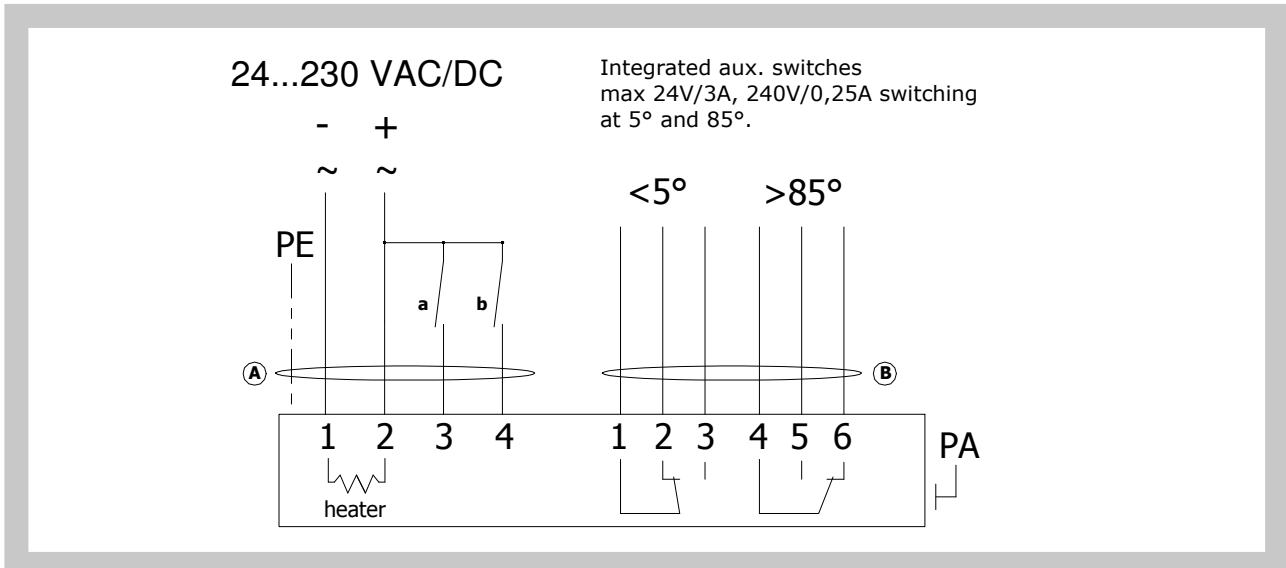 24...230 VAC/DC
- +
~ ~
Integrated aux. switches
max 24V/3A, 240V/0,25A switching
at 5° and 85°.
<5° >85°
PE
a b
A B
1 2 3 4 1 2 3 4 5 6
PA
heater